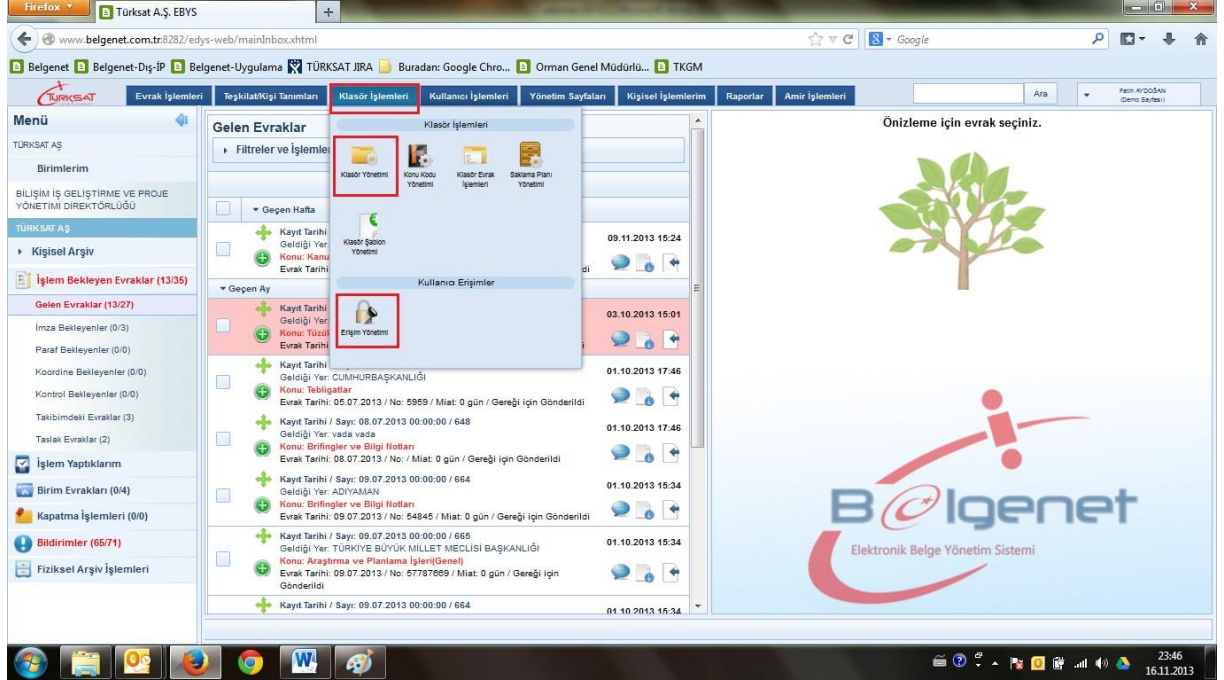 Firefox
Türksat A.Ş. EBYS
www.belgenet.com.tr:8282/edys-web/mainInbox.xhtml
Google
Belgenet
Belgenet-Dış-İP
Belgenet-Uygulama
TÜRKSAT JIRA
Buradan: Google Chro...
Orman Genel Müdürlü...
TKGM
TÜRKSAT
Evrak İşlemleri
Teşkilat/Kişi Tanımları
Klasör İşlemleri
Kullanıcı İşlemleri
Yönetim Sayfaları
Kişisel İşlemlerim
Raporlar
Amir İşlemleri
Ara
Fatih AYDOĞAN
(Demo Sayfası)
Menü
TÜRKSAT AŞ
Birimlerim
BİLİŞİM İŞ GELİŞTİRME VE PROJE
YÖNETİMİ DİREKTÖRLÜĞÜ
TÜRKSAT AŞ
Kişisel Arşiv
İşlem Bekleyen Evraklar (13/35)
Gelen Evraklar (13/27)
İmza Bekleyenler (0/3)
Paraf Bekleyenler (0/0)
Koordine Bekleyenler (0/0)
Kontrol Bekleyenler (0/0)
Takibimdeki Evraklar (3)
Taslak Evraklar (2)
İşlem Yaptıklarım
Birim Evrakları (0/4)
Kapatma İşlemleri (0/0)
Bildirimler (65/71)
Fiziksel Arşiv İşlemleri
Gelen Evraklar
Filtreler ve İşlemle
Klasör İşlemleri
Klasör Yönetimi
Konu Kodu
Yönetimi
Klasör Evrak
İşlemleri
Saklama Planı
Yönetimi
Klasör Şablon
Yönetimi
Kullanıcı Erişimler
Erişim Yönetimi
Geçen Hafta
Kayıt Tarihi
Geldiği Yer:
Konu: Kanu
Evrak Tarihi
di
09.11.2013 15:24
Geçen Ay
Kayıt Tarihi
Geldiği Yer:
Konu: Tüzü
Evrak Tarihi
i
03.10.2013 15:01
Kayıt Tarihi
Geldiği Yer: CUMHURBAŞKANLIĞI
Konu: Tebligatlar
Evrak Tarihi: 05.07.2013 / No: 5959 / Miat: 0 gün / Gereği için Gönderildi
01.10.2013 17:46
Kayıt Tarihi / Sayı: 08.07.2013 00:00:00 / 648
Geldiği Yer: vada vada
Konu: Brifingler ve Bilgi Notları
Evrak Tarihi: 08.07.2013 / No: / Miat: 0 gün / Gereği için Gönderildi
01.10.2013 17:46
Kayıt Tarihi / Sayı: 09.07.2013 00:00:00 / 664
Geldiği Yer: ADIYAMAN
Konu: Brifingler ve Bilgi Notları
Evrak Tarihi: 09.07.2013 / No: 54845 / Miat: 0 gün / Gereği için Gönderildi
01.10.2013 15:34
Kayıt Tarihi / Sayı: 09.07.2013 00:00:00 / 665
Geldiği Yer: TÜRKİYE BÜYÜK MİLLET MECLİSİ BAŞKANLIĞI
Konu: Araştırma ve Planlama İşleri(Genel)
Evrak Tarihi: 09.07.2013 / No: 57787669 / Miat: 0 gün / Gereği için
Gönderildi
01.10.2013 15:34
Kayıt Tarihi / Sayı: 09.07.2013 00:00:00 / 664
01.10.2013 15:34
Önizleme için evrak seçiniz.
Belgenet
Elektronik Belge Yönetim Sistemi
23:46
16.11.2013